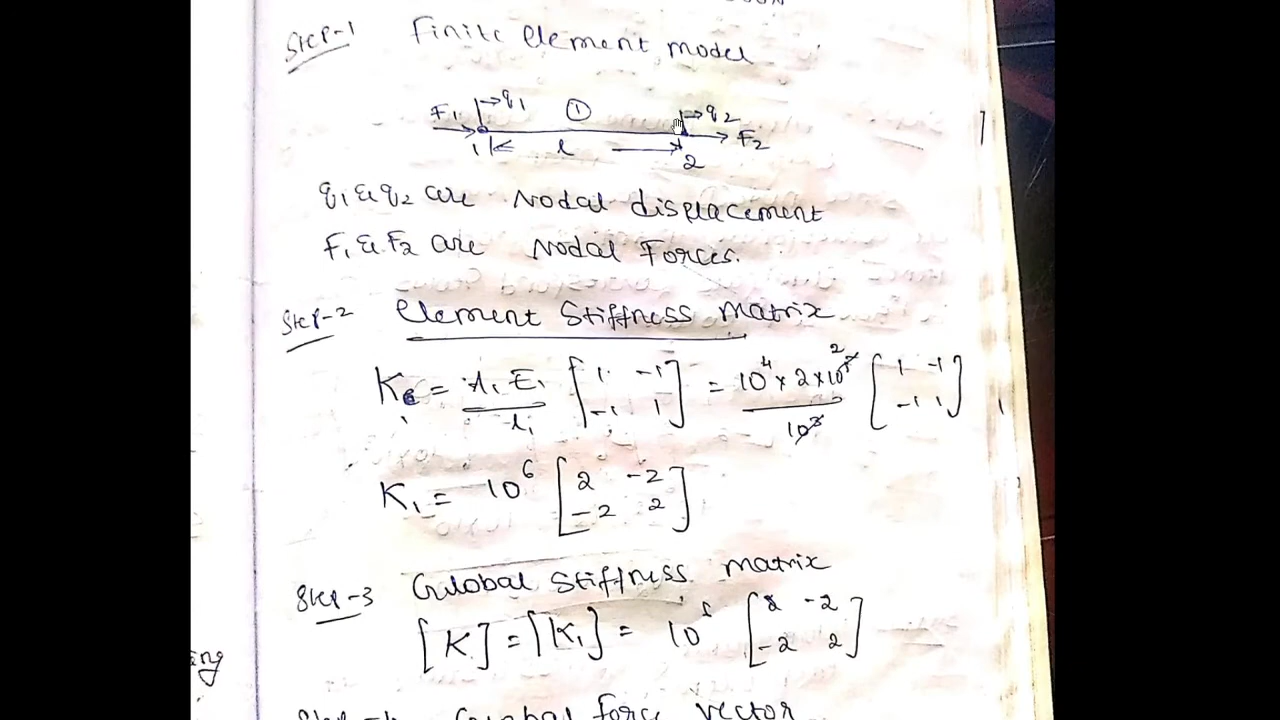 Step-1 Finite element model
F1 → q1 ① → q2 F2
1 l 2
q1 & q2 are Nodal displacement
F1 & F2 are Nodal Forces.
Step-2 element stiffness matrix
K1 = A1 E1 / l1 [1 -1 -1 1] = 10^4 × 2 × 10^5 2 / 10^3 [1 -1 -1 1]
K1 = 10^6 [2 -2 -2 2]
Step-3 Global stiffness matrix
[K] = [K1] = 10 [2 -2 -2 2]
ing
Global force vector